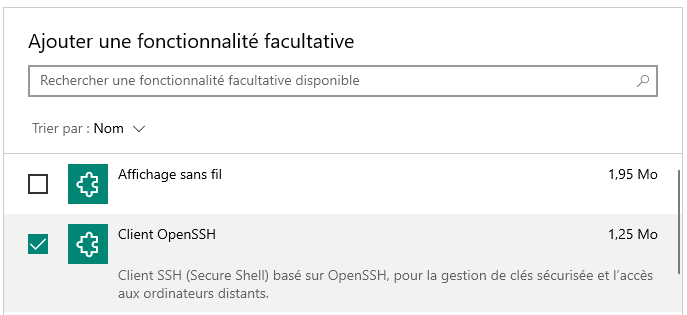 Ajouter une fonctionnalité facultative
Rechercher une fonctionnalité facultative disponible
Trier par : Nom
Affichage sans fil 1,95 Mo
Client OpenSSH 1,25 Mo
Client SSH (Secure Shell) basé sur OpenSSH, pour la gestion de clés sécurisée et l’accès
aux ordinateurs distants.